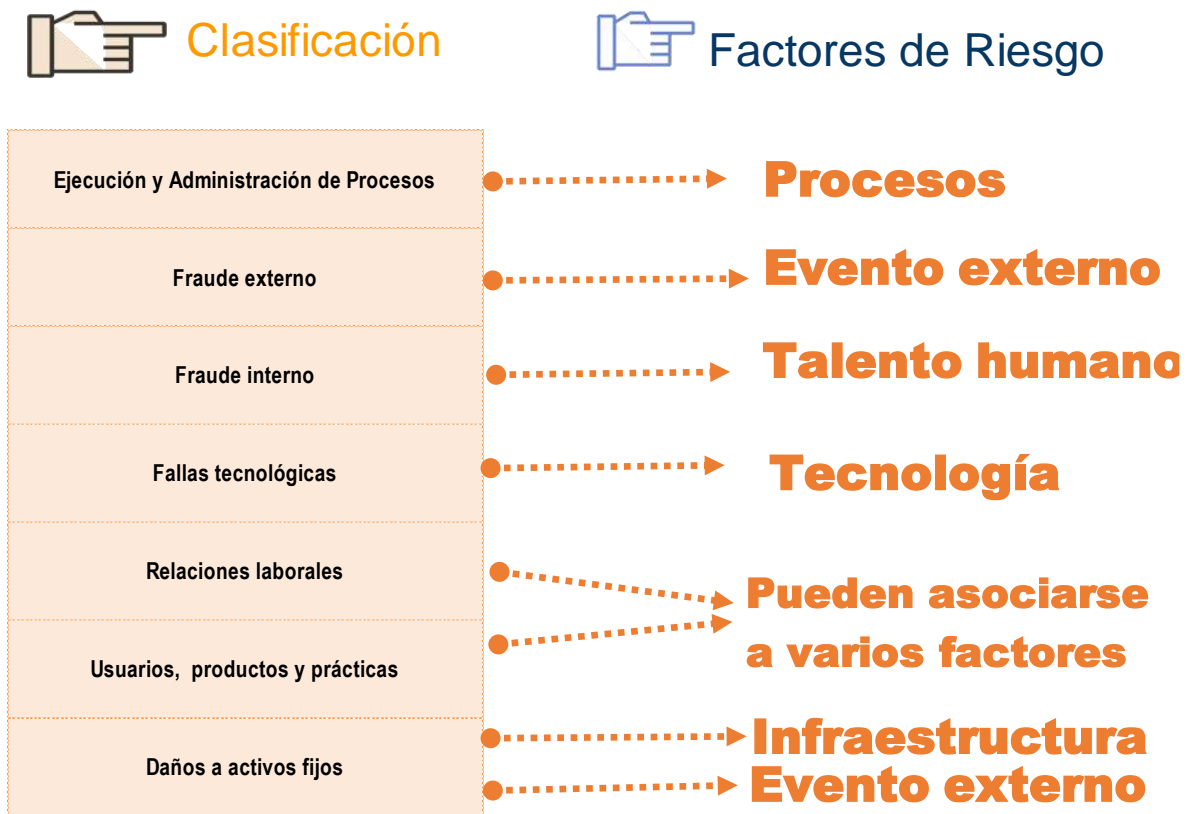 Clasificación
Factores de Riesgo
Ejecución y Administración de Procesos
Procesos
Fraude externo
Evento externo
Fraude interno
Talento humano
Fallas tecnológicas
Tecnología
Relaciones laborales
Usuarios, productos y prácticas
Pueden asociarse
a varios factores
Daños a activos fijos
Infraestructura
Evento externo